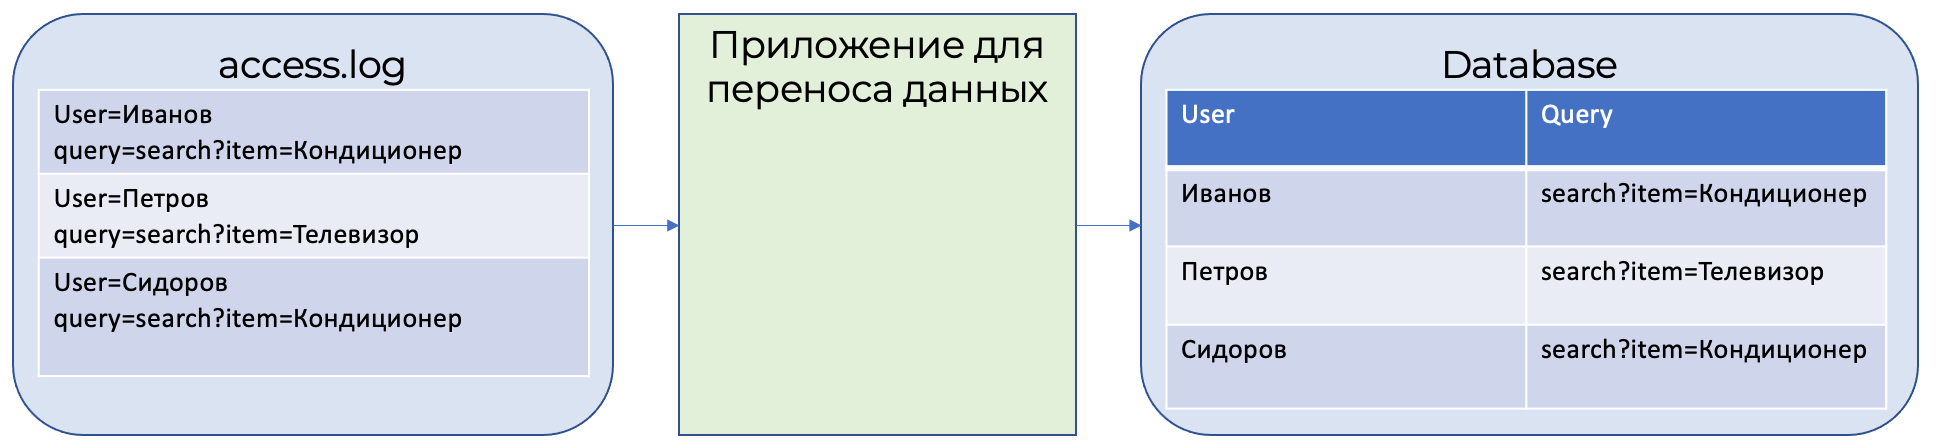 access.log
User=Иванов
query=search?item=Кондиционер
User=Петров
query=search?item=Телевизор
User=Сидоров
query=search?item=Кондиционер
Приложение для
переноса данных
Database
User Query
Иванов search?item=Кондиционер
Петров search?item=Телевизор
Сидоров search?item=Кондиционер